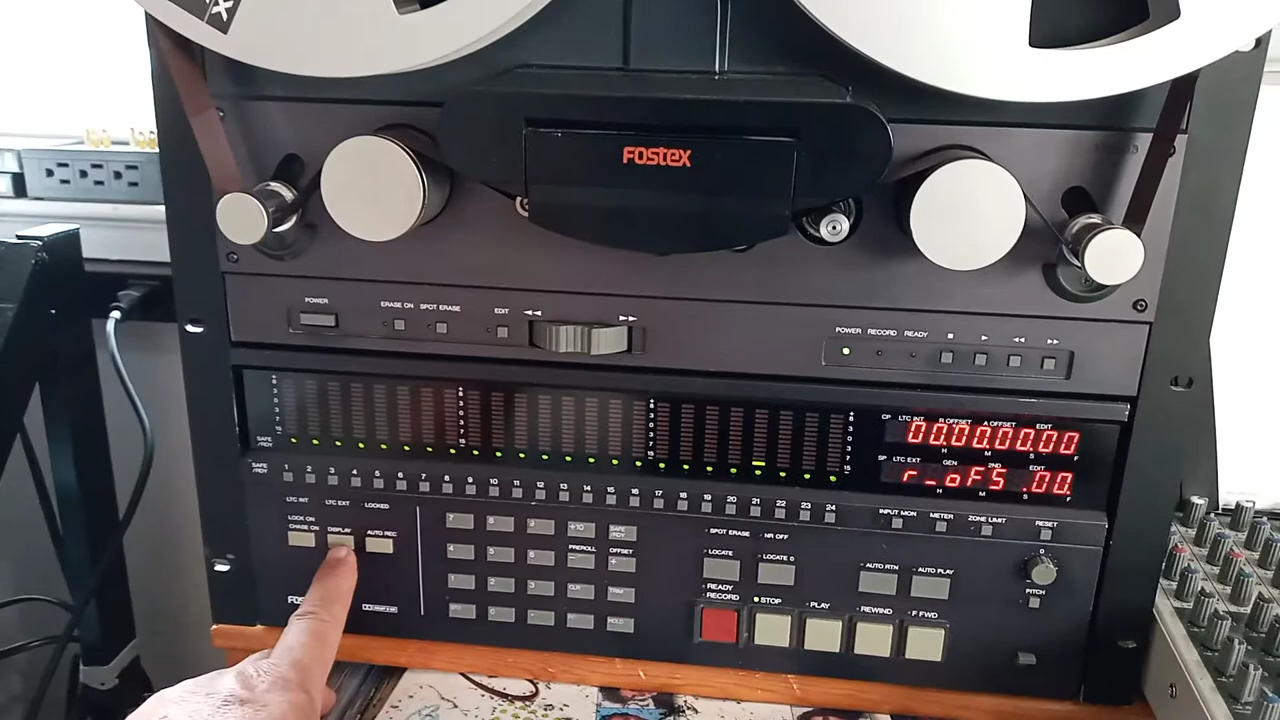 FOSTEX
POWER
ERASE ON SPOT ERASE EDIT ◀◀ ▶▶
POWER RECORD READY ■ ▶ ◀◀ ▶▶
CP LTC INT R OFFSET A OFFSET EDIT
00.00.00.00
H M S F
SP LTC EXT GEN 2ND EDIT
r_oFS .00
H M S F
SAFE
/RDY
SAFE
/RDY
1 2 3 4 5 6 7 8 9 10 11 12 13 14 15 16 17 18 19 20 21 22 23 24
LTC INT LTC EXT LOCKED
LOCK ON
CHASE ON DISPLAY AUTO REC
7 8 9 +10 SAFE
/RDY
4 5 6 PREROLL - OFFSET +
1 2 3 CLR TRM
STO 0 HOLD
INPUT MON METER ZONE LIMIT RESET
SPOT ERASE NR OFF
LOCATE LOCATE 0
AUTO RTN AUTO PLAY
0
PITCH
READY
RECORD STOP PLAY REWIND F FWD